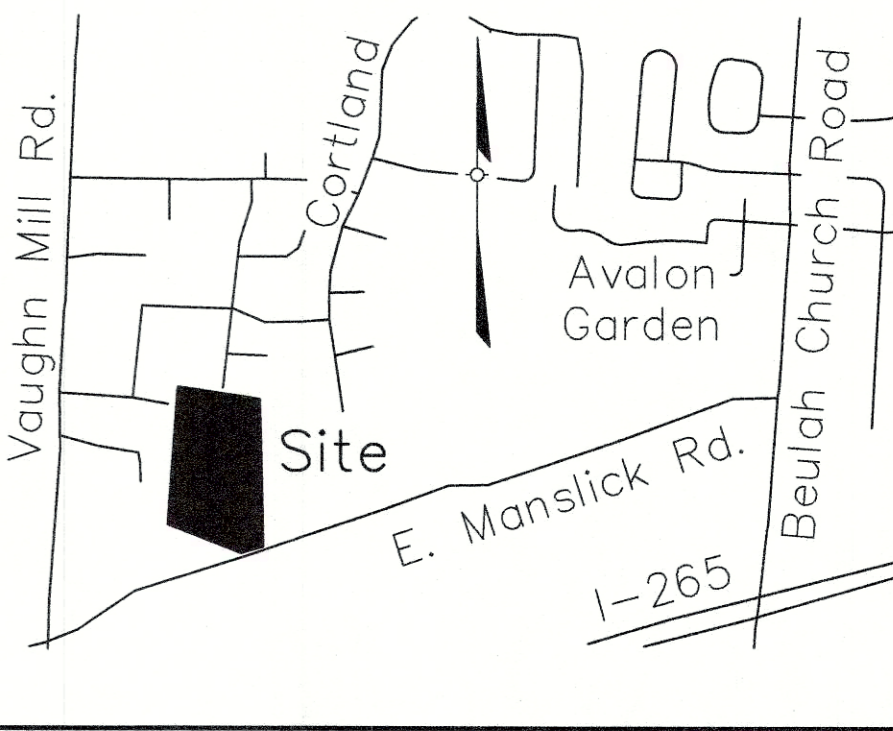 Vaughn Mill Rd.
Cortland
Avalon
Garden
Beulah Church Road
Site
E. Manslick Rd.
I-265